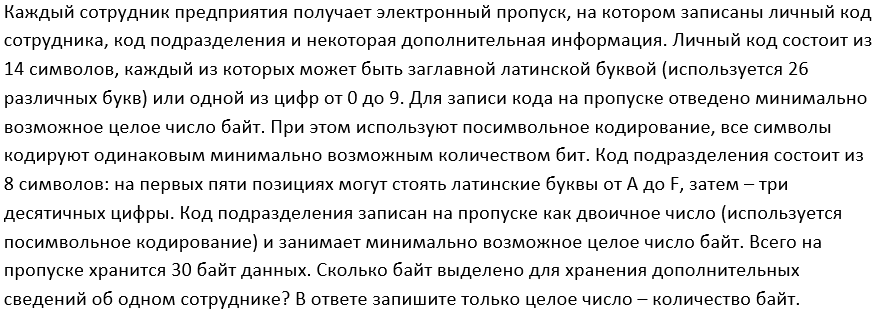 Каждый сотрудник предприятия получает электронный пропуск, на котором записаны личный код
сотрудника, код подразделения и некоторая дополнительная информация. Личный код состоит из
14 символов, каждый из которых может быть заглавной латинской буквой (используется 26
различных букв) или одной из цифр от 0 до 9. Для записи кода на пропуске отведено минимально
возможное целое число байт. При этом используют посимвольное кодирование, все символы
кодируют одинаковым минимально возможным количеством бит. Код подразделения состоит из
8 символов: на первых пяти позициях могут стоять латинские буквы от A до F, затем – три
десятичных цифры. Код подразделения записан на пропуске как двоичное число (используется
посимвольное кодирование) и занимает минимально возможное целое число байт. Всего на
пропуске хранится 30 байт данных. Сколько байт выделено для хранения дополнительных
сведений об одном сотруднике? В ответе запишите только целое число – количество байт.